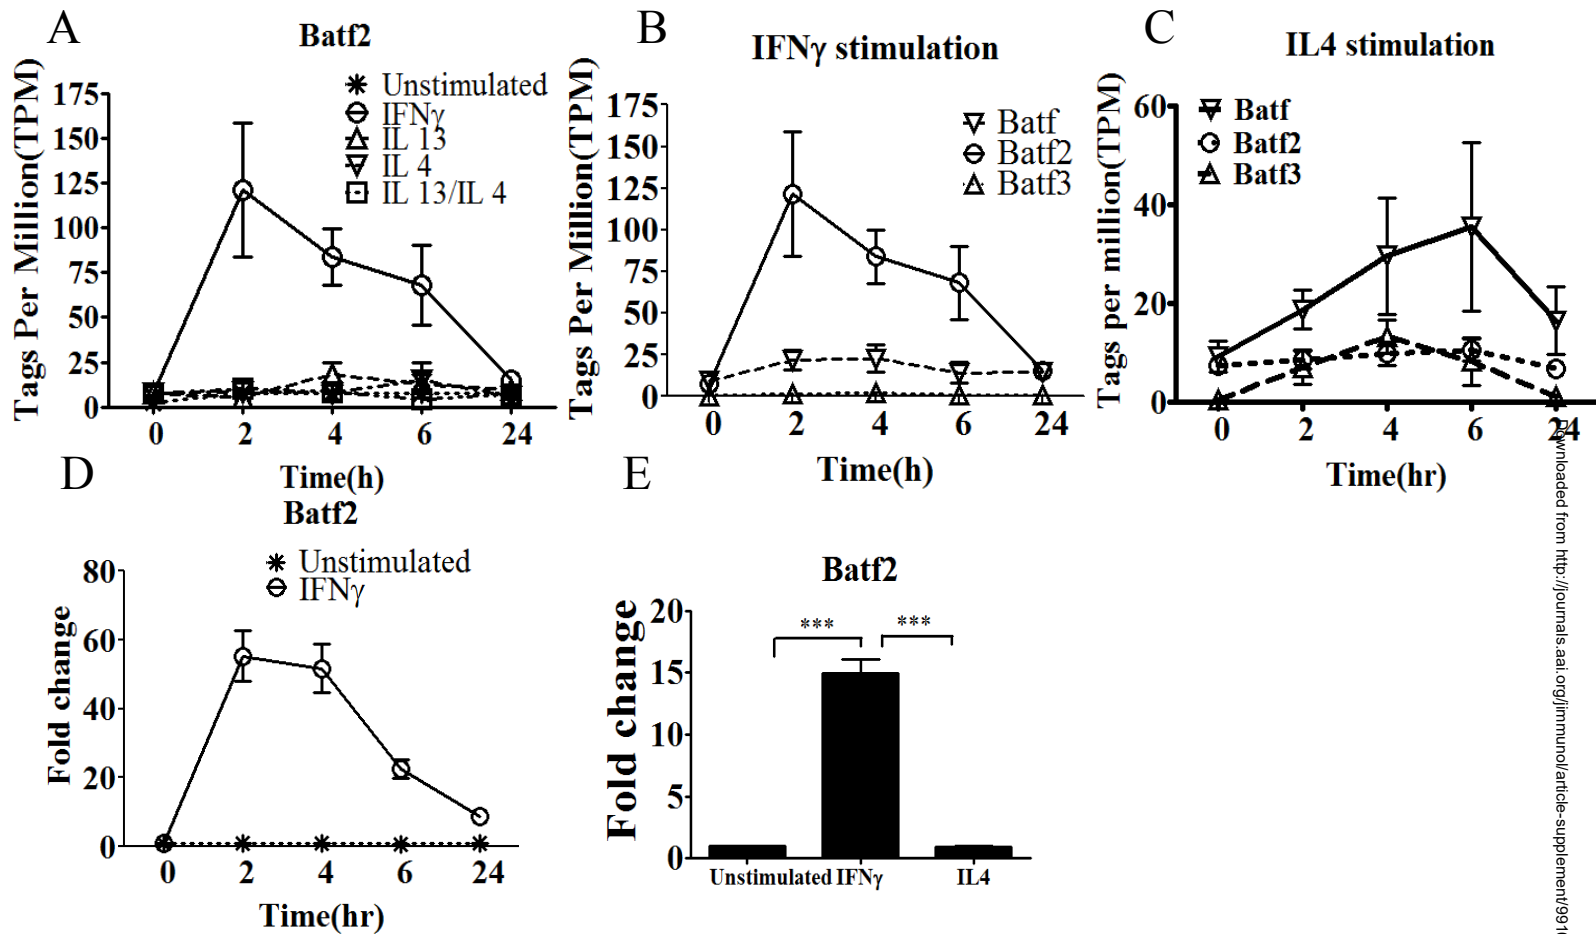 A
Batf2
Tags Per Million(TPM)
175
150
125
100
75
50
25
0
Unstimulated
IFNγ
IL 13
IL 4
IL 13/IL 4
0 2 4 6 24
Time(h)
B
IFNγ stimulation
Tags Per Million(TPM)
175
150
125
100
75
50
25
0
Batf
Batf2
Batf3
0 2 4 6 24
Time(h)
C
IL4 stimulation
Tags per million(TPM)
60
40
20
0
Batf
Batf2
Batf3
0 2 4 6 24
Time(hr)
D
Batf2
Fold change
80
60
40
20
0
Unstimulated
IFNγ
0 2 4 6 24
Time(hr)
E
Batf2
Fold change
20
15
10
5
0
*** ***
Unstimulated IFNγ IL4
Downloaded from http://journals.aai.org/jimmunol/article-supplement/991